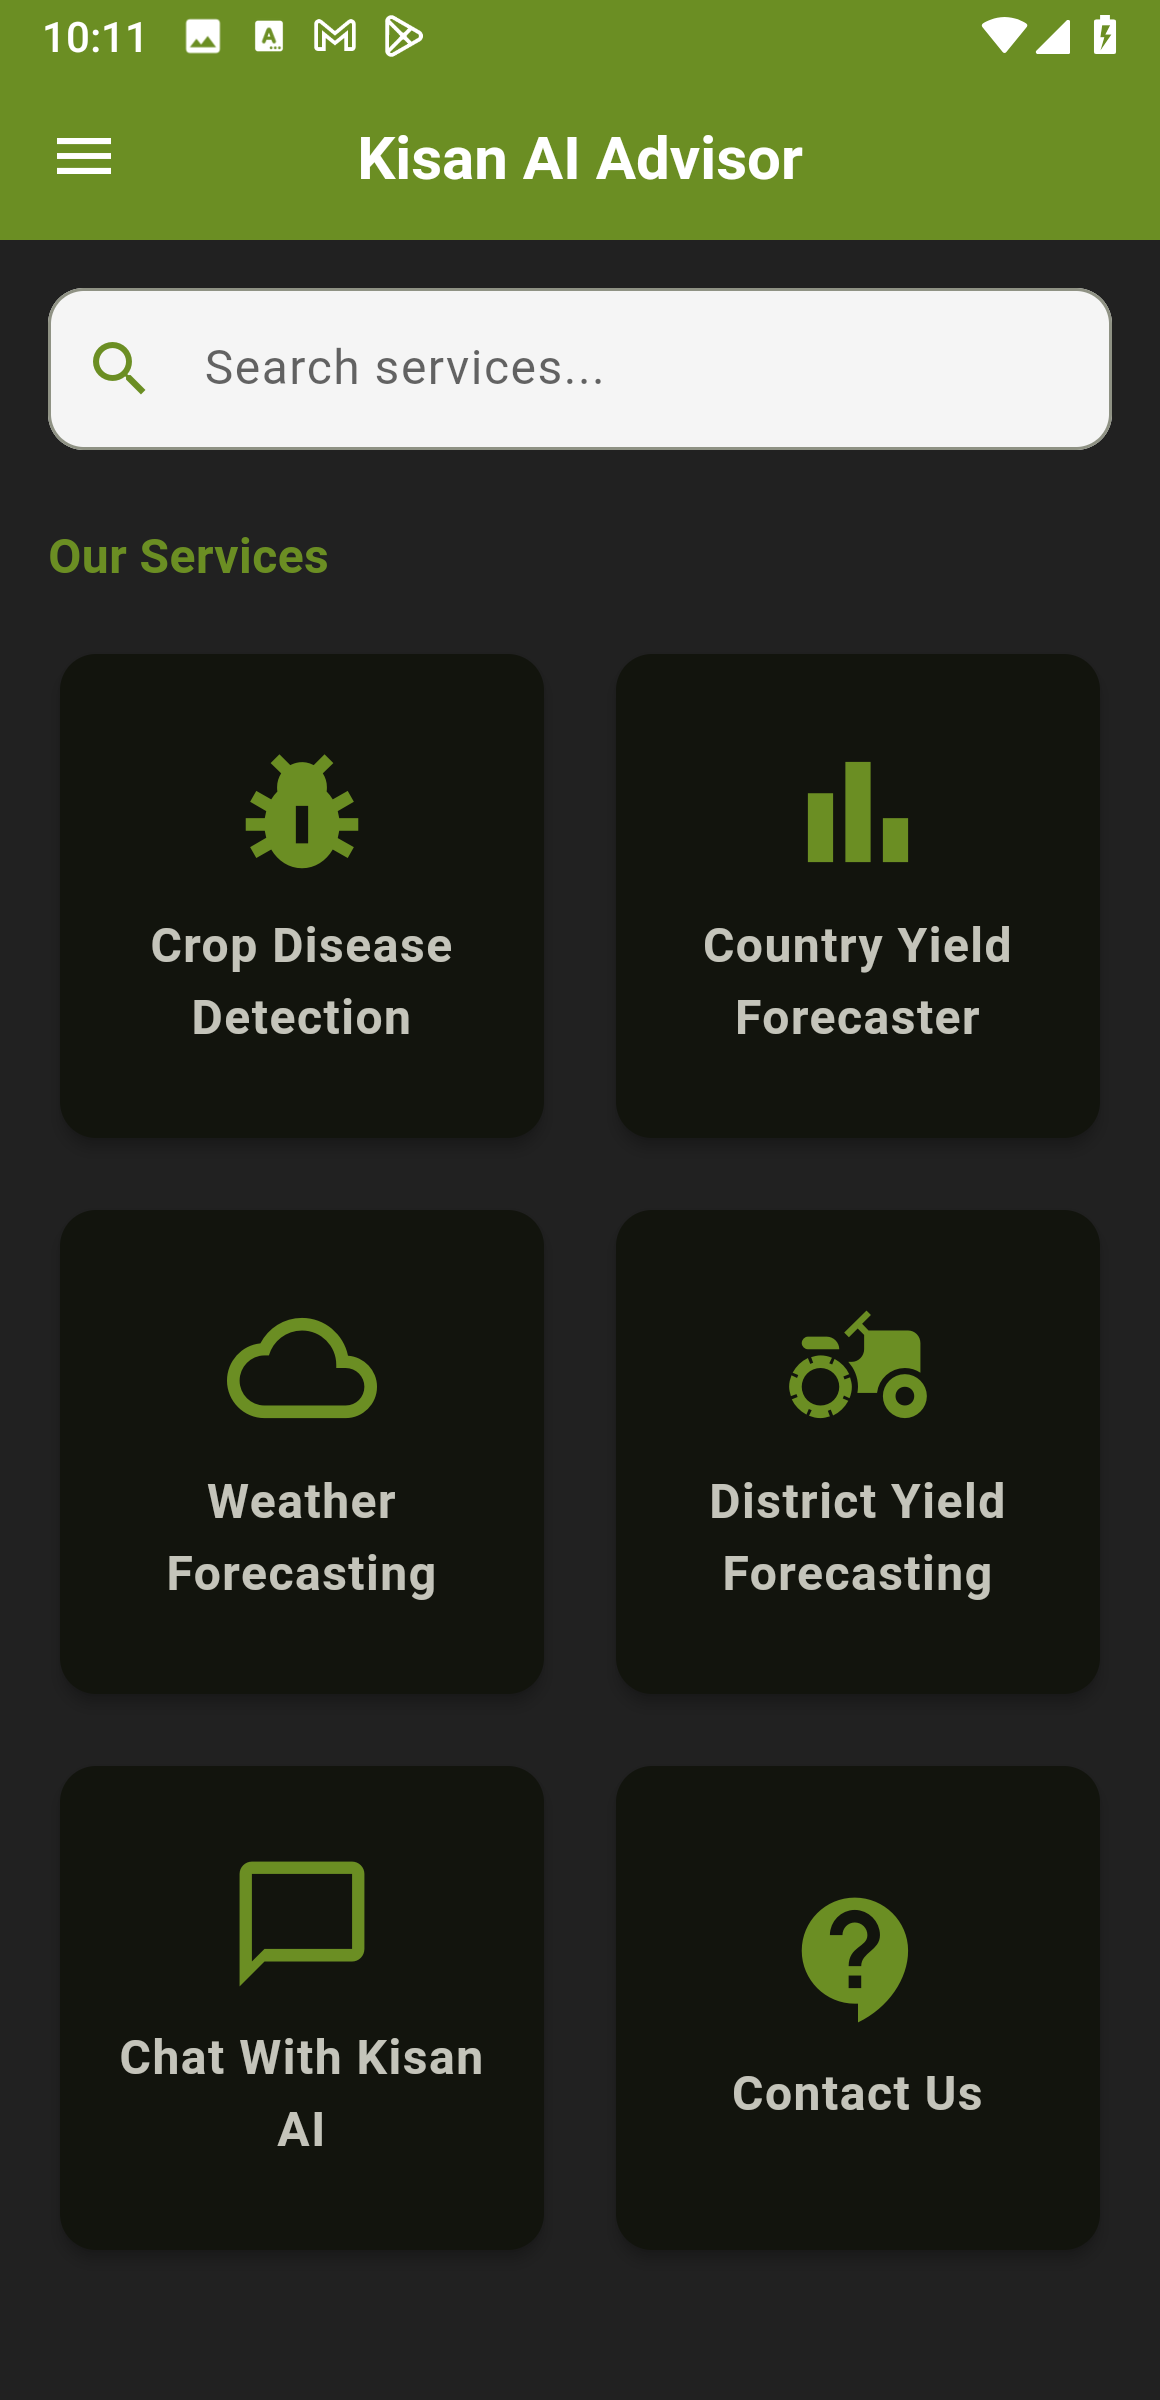 10:11
Kisan AI Advisor
Search services...
Our Services
Crop Disease
Detection
Country Yield
Forecaster
Weather
Forecasting
District Yield
Forecasting
Chat With Kisan
AI
Contact Us